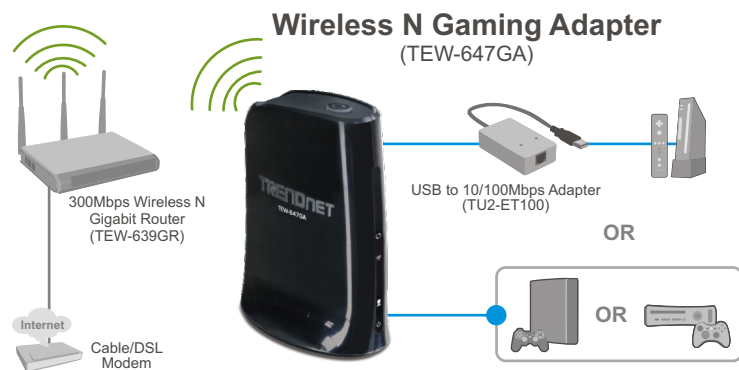 Wireless N Gaming Adapter
(TEW-647GA)
TRENDNET
TEW-647GA
300Mbps Wireless N
Gigabit Router
(TEW-639GR)
USB to 10/100Mbps Adapter
(TU2-ET100)
OR
OR
Internet
Cable/DSL
Modem